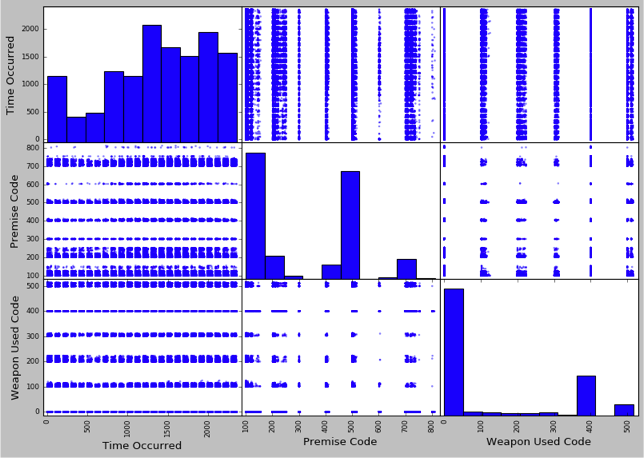 Time Occurred
2000
1500
1000
500
0
Premise Code
800
700
600
500
400
300
200
100
Weapon Used Code
500
400
300
200
100
0
0 500 1000 1500 2000
100 200 300 400 500 600 700 800
0 100 200 300 400 500
Time Occurred
Premise Code
Weapon Used Code